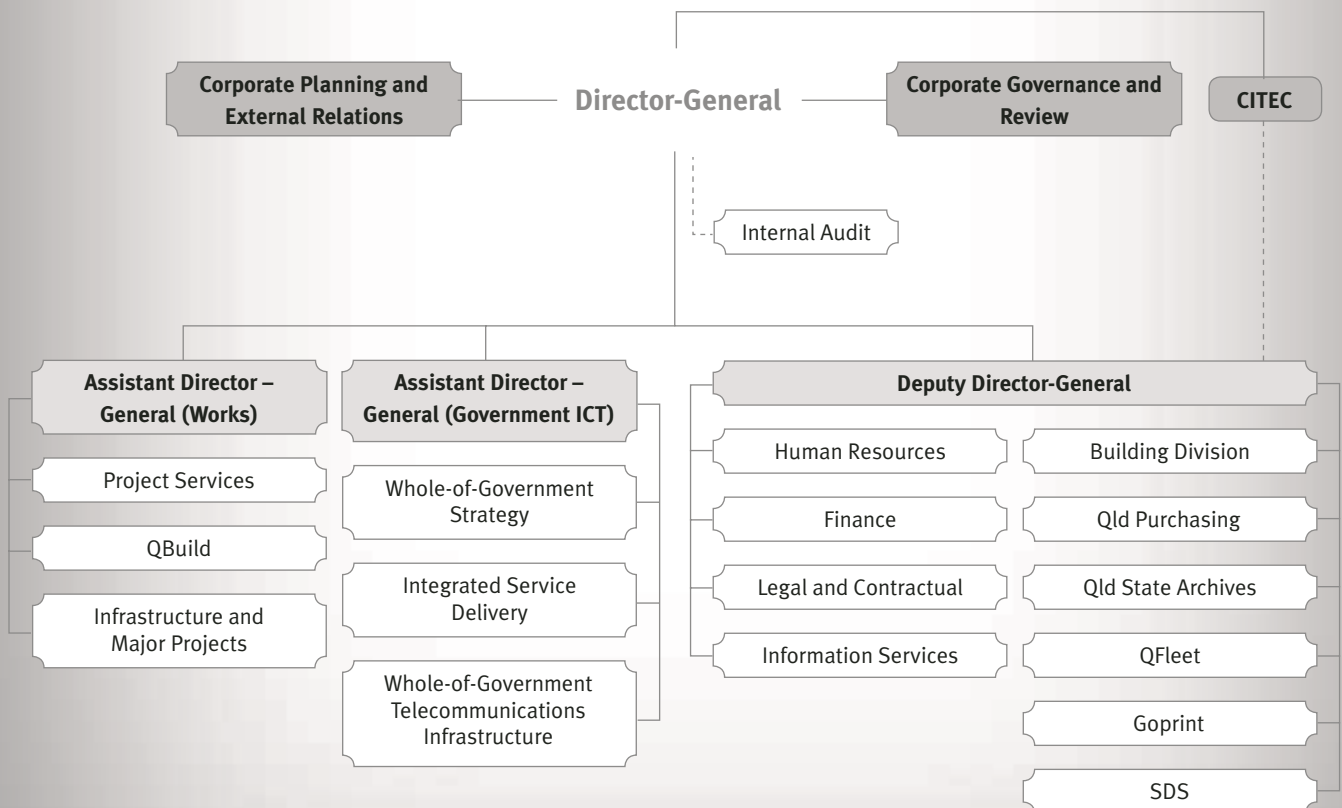 Corporate Planning and
External Relations
Director-General
Corporate Governance and
Review
CITEC
Internal Audit
Assistant Director –
General (Works)
Project Services
QBuild
Infrastructure and
Major Projects
Assistant Director –
General (Government ICT)
Whole-of-Government
Strategy
Integrated Service
Delivery
Whole-of-Government
Telecommunications
Infrastructure
Deputy Director-General
Human Resources
Finance
Legal and Contractual
Information Services
Building Division
Qld Purchasing
Qld State Archives
QFleet
Goprint
SDS